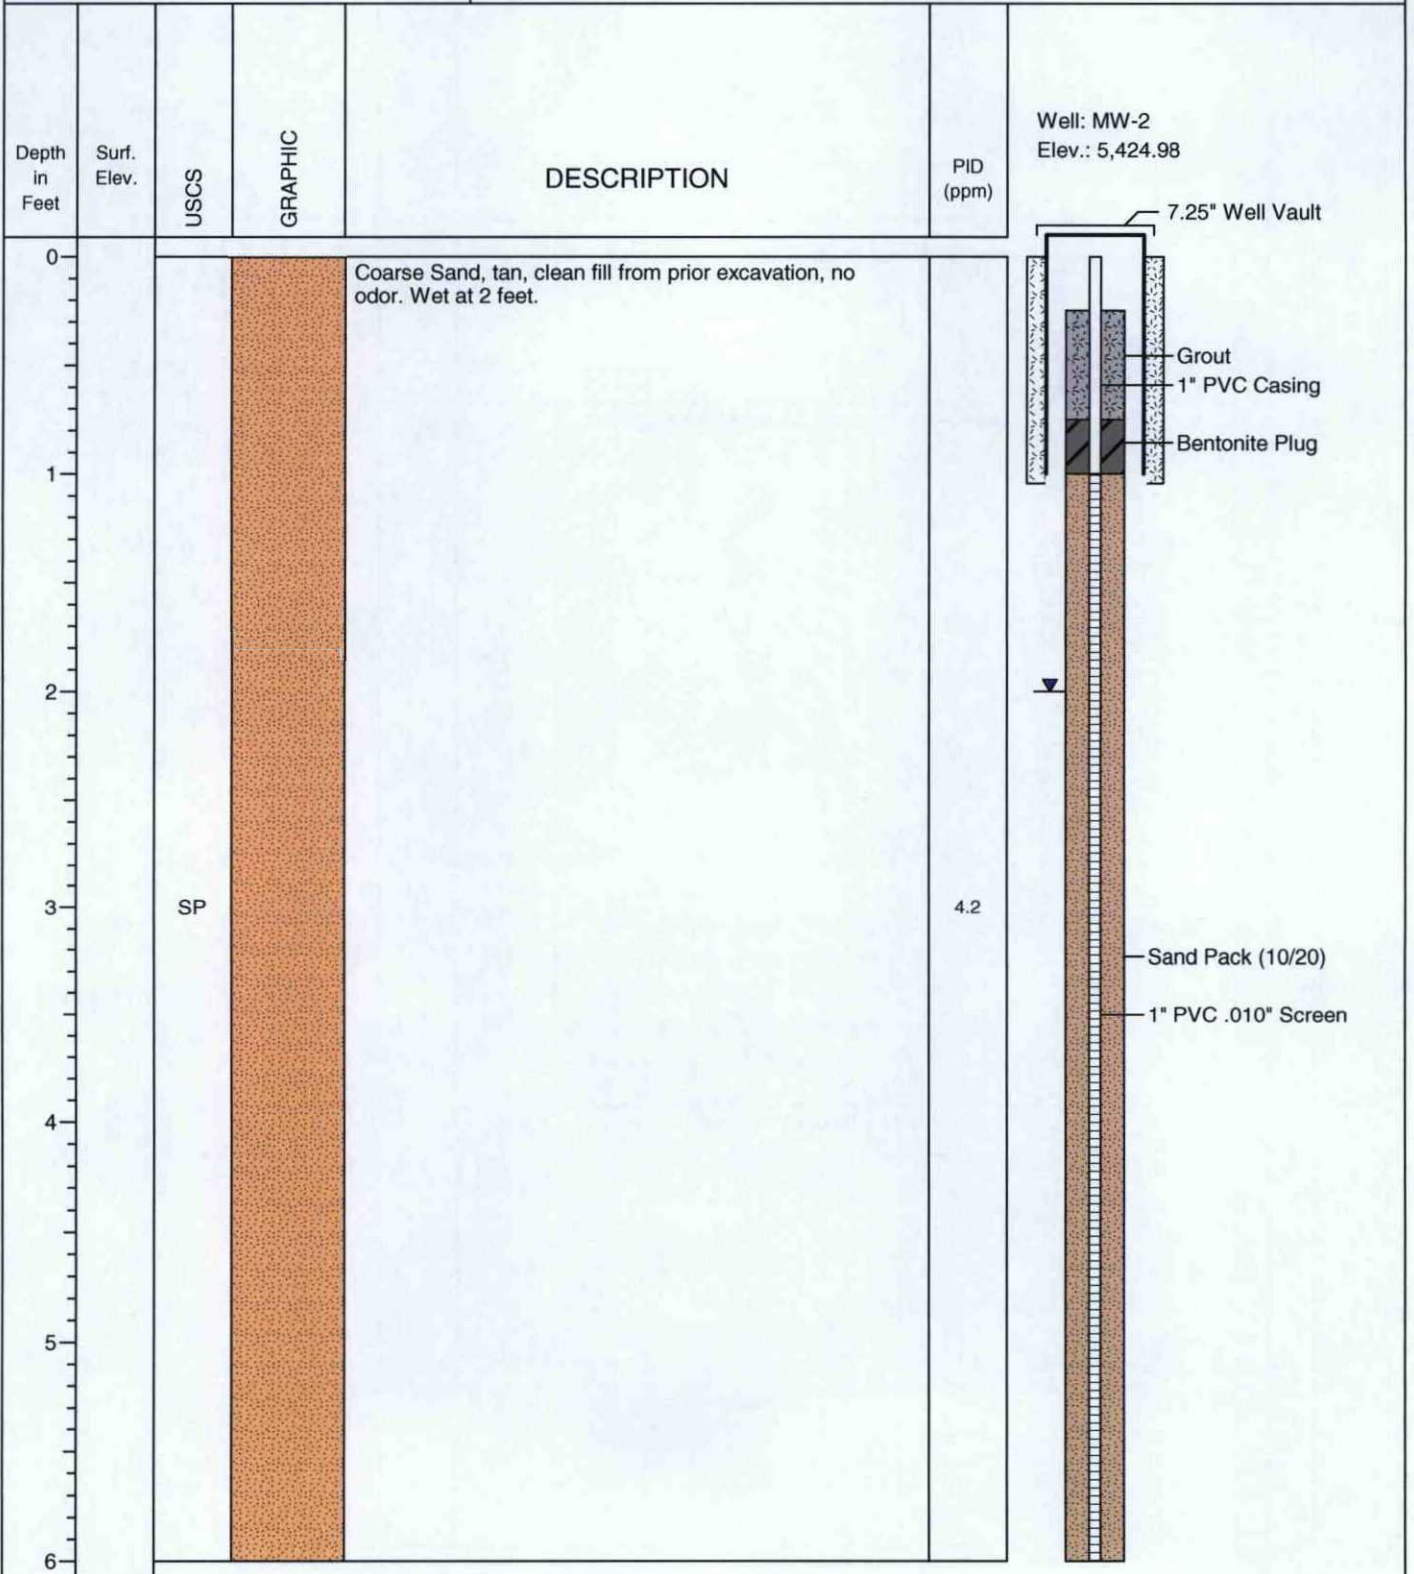 Depth
in
Feet
Surf.
Elev.
USCS
GRAPHIC
DESCRIPTION
PID
(ppm)
Well: MW-2
Elev.: 5,424.98
7.25" Well Vault
0
Coarse Sand, tan, clean fill from prior excavation, no
odor. Wet at 2 feet.
Grout
1" PVC Casing
Bentonite Plug
1
2
3
SP
4.2
Sand Pack (10/20)
1" PVC .010" Screen
4
5
6